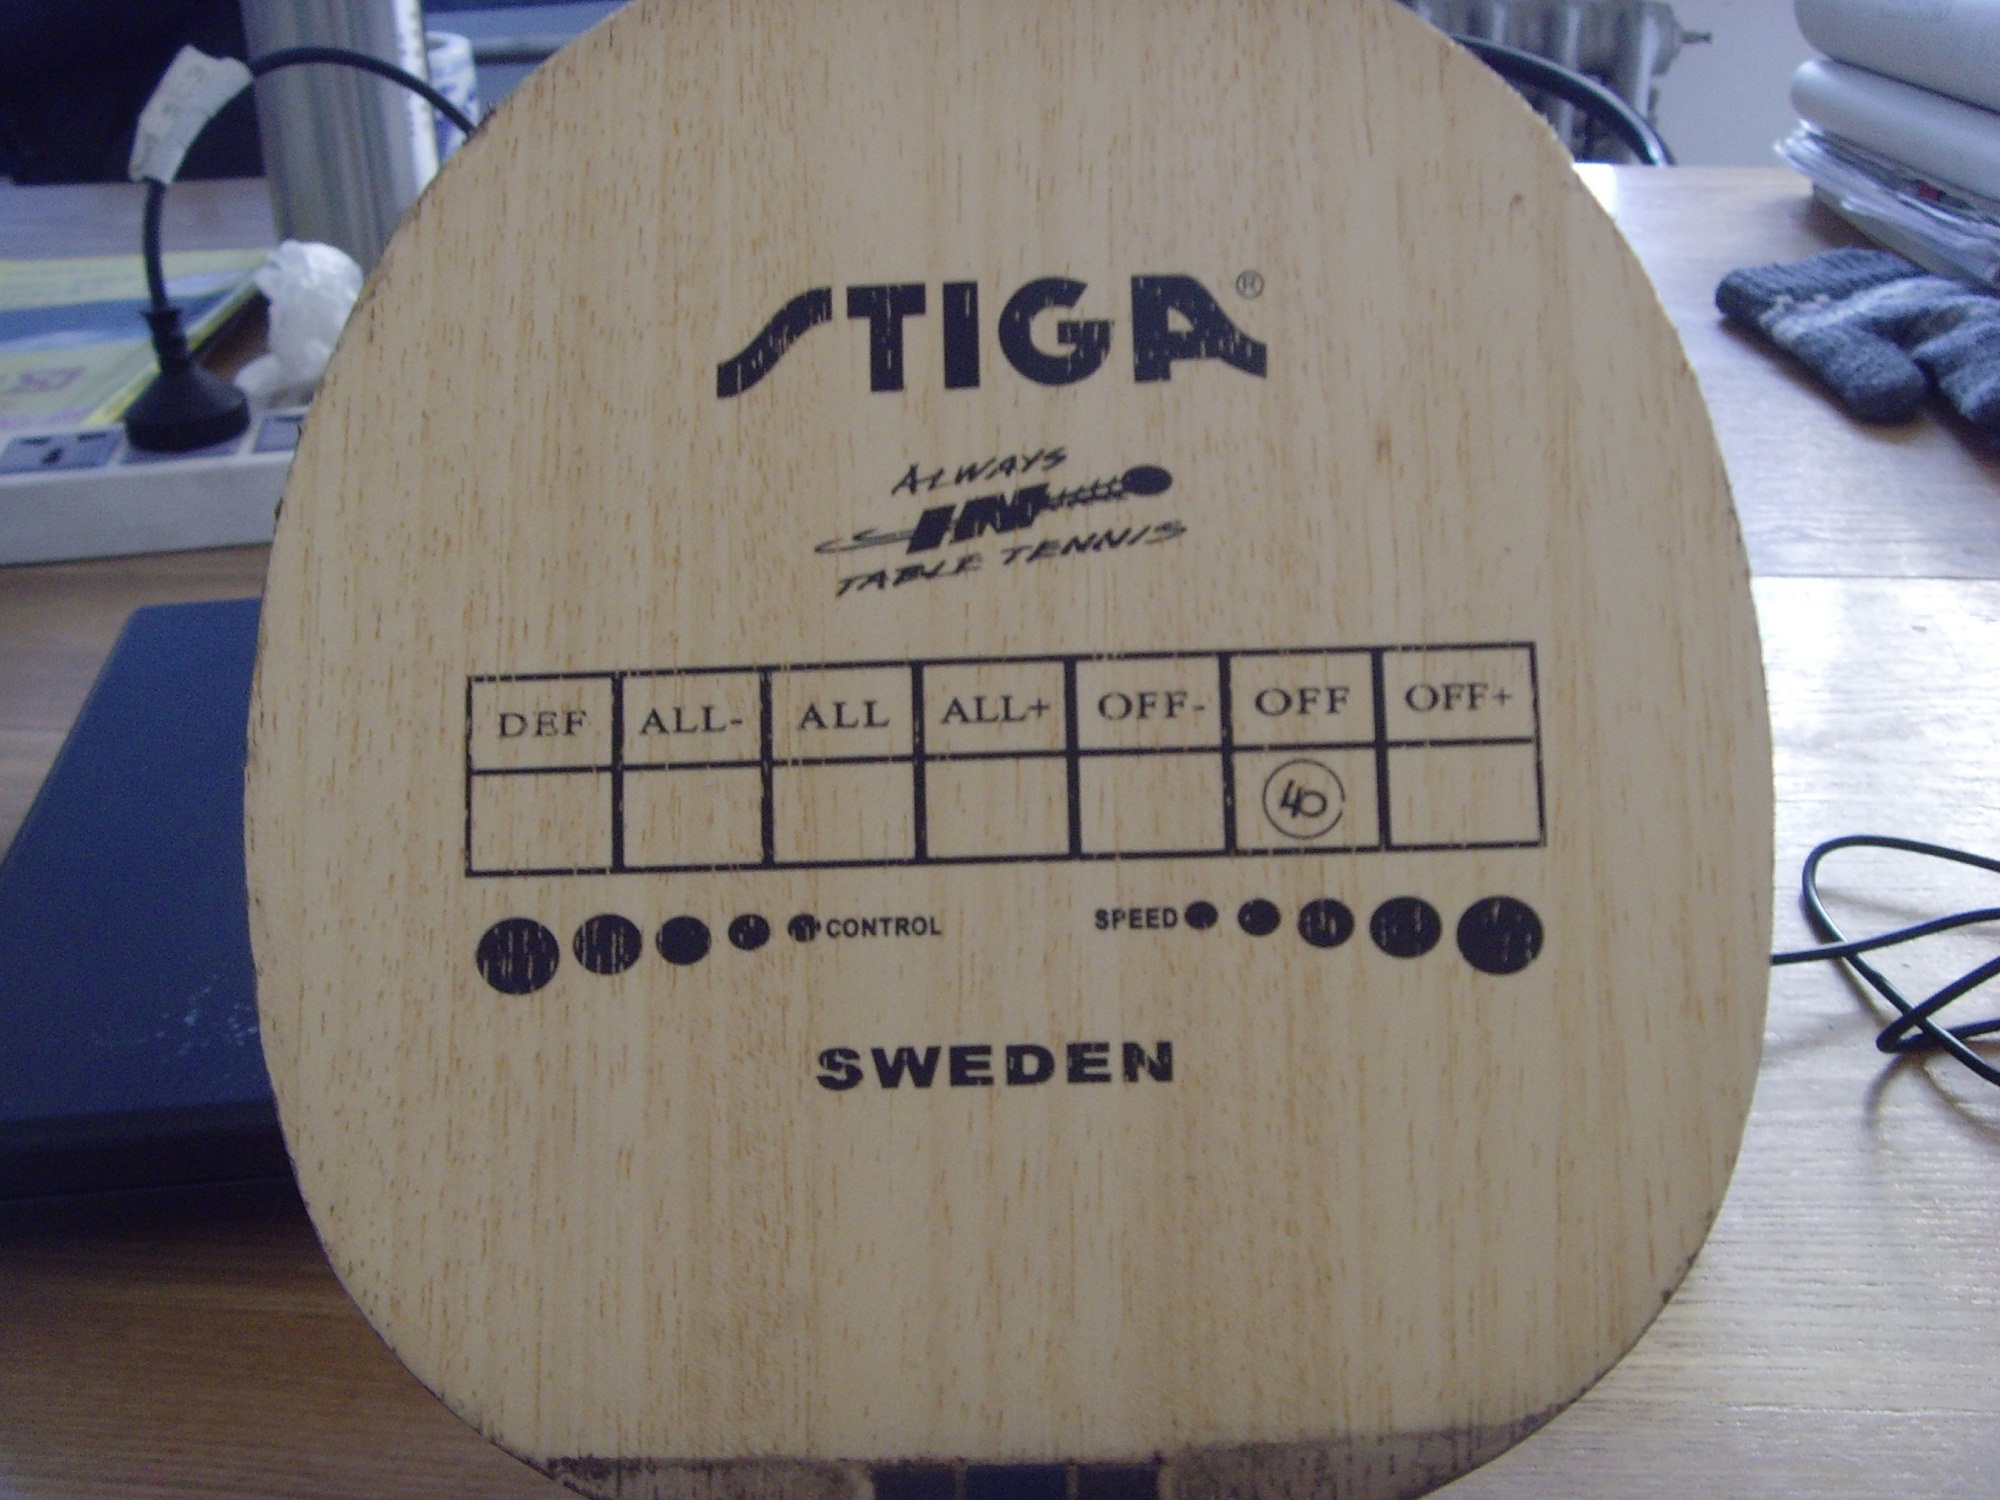 STIGA®
ALWAYS
IN
TABLE TENNIS
DEF ALL- ALL ALL+ OFF- OFF OFF+
40
CONTROL SPEED
SWEDEN